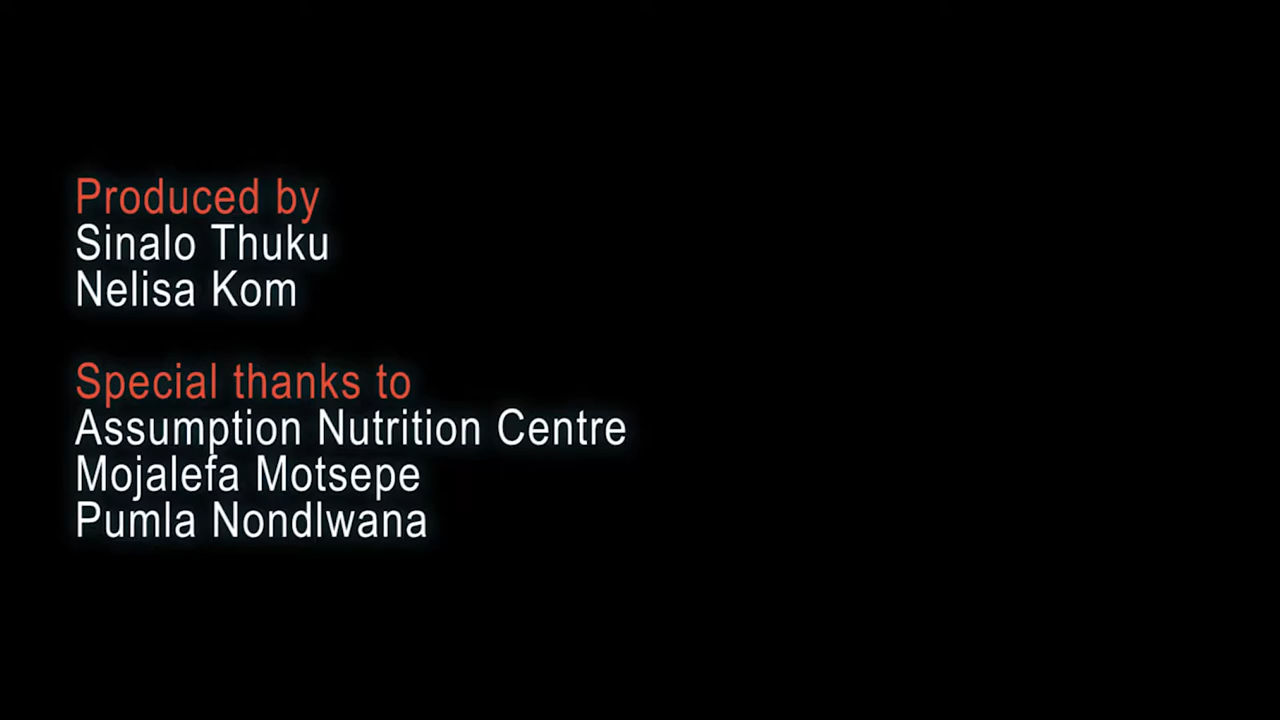 Produced by
Sinalo Thuku
Nelisa Kom
Special thanks to
Assumption Nutrition Centre
Mojalefa Motsepe
Pumla Nondlwana